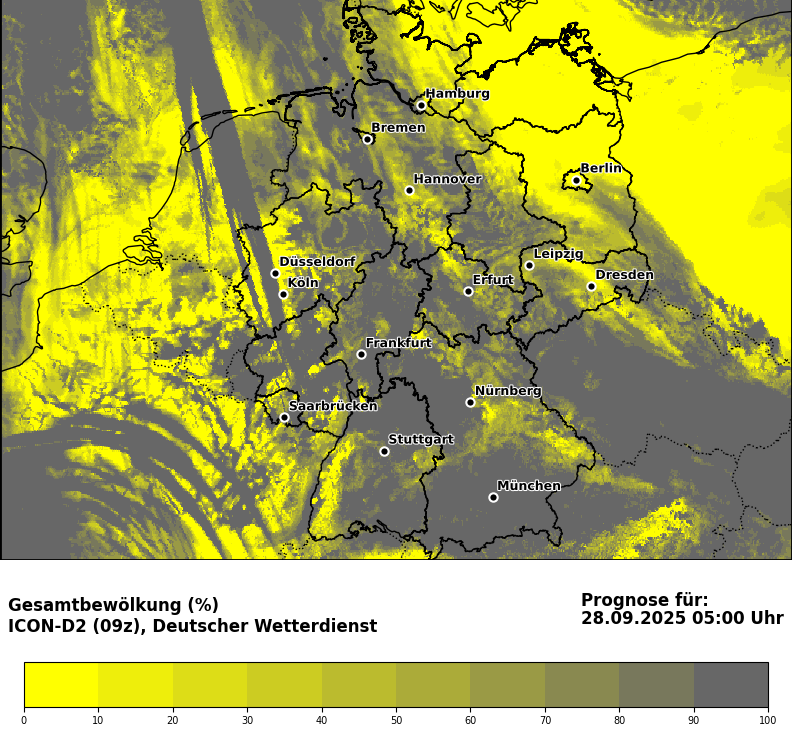 Hamburg
Bremen
Berlin
Hannover
Leipzig
Düsseldorf
Dresden
Erfurt
Köln
Frankfurt
Nürnberg
Saarbrücken
Stuttgart
München
Gesamtbewölkung (%)
ICON-D2 (09z), Deutscher Wetterdienst
Prognose für:
28.09.2025 05:00 Uhr
0 10 20 30 40 50 60 70 80 90 100